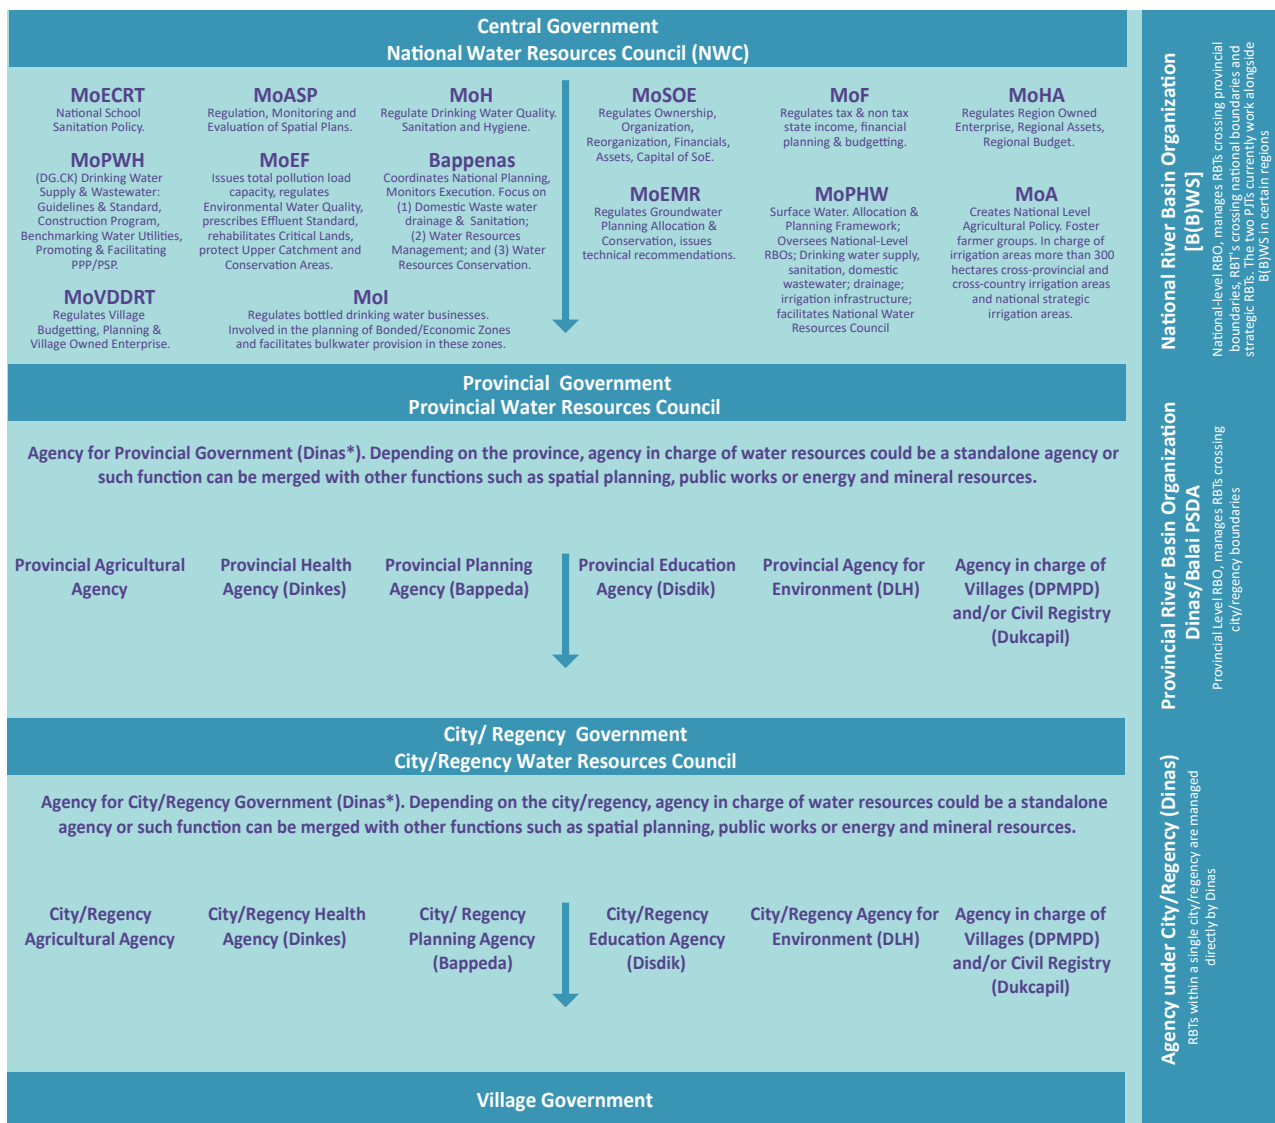 Central Government
National Water Resources Council (NWC)
MoECRT
National School
Sanitation Policy.
MoASP
Regulation, Monitoring and
Evaluation of Spatial Plans.
MoH
Regulate Drinking Water Quality.
Sanitation and Hygiene.
MoSOE
Regulates Ownership,
Organization,
Reorganization, Financials,
Assets, Capital of SoE.
MoF
Regulates tax & non tax
state income, financial
planning & budgetting.
MoHA
Regulates Region Owned
Enterprise, Regional Assets,
Regional Budget.
MoPWH
(DG.CK) Drinking Water
Supply & Wastewater:
Guidelines & Standard,
Construction Program,
Benchmarking Water Utilities,
Promoting & Facilitating
PPP/PSP.
MoEF
Issues total pollution load
capacity, regulates
Environmental Water Quality,
prescribes Effluent Standard,
rehabilitates Critical Lands,
protect Upper Catchment and
Conservation Areas.
Bappenas
Coordinates National Planning,
Monitors Execution. Focus on
(1) Domestic Waste water
drainage & Sanitation;
(2) Water Resources
Management; and (3) Water
Resources Conservation.
MoEMR
Regulates Groundwater
Planning Allocation &
Conservation, issues
technical recommendations.
MoPHW
Surface Water. Allocation &
Planning Framework;
Oversees National-Level
RBOs; Drinking water supply,
sanitation, domestic
wastewater; drainage;
irrigation infrastructure;
facilitates National Water
Resources Council
MoA
Creates National Level
Agricultural Policy. Foster
farmer groups. In charge of
irrigation areas more than 300
hectares cross-provincial and
cross-country irrigation areas
and national strategic
irrigation areas.
MoVDDRT
Regulates Village
Budgetting, Planning &
Village Owned Enterprise.
MoI
Regulates bottled drinking water businesses.
Involved in the planning of Bonded/Economic Zones
and facilitates bulkwater provision in these zones.
Provincial Government
Provincial Water Resources Council
Agency for Provincial Government (Dinas*). Depending on the province, agency in charge of water resources could be a standalone agency or
such function can be merged with other functions such as spatial planning, public works or energy and mineral resources.
Provincial Agricultural
Agency
Provincial Health
Agency (Dinkes)
Provincial Planning
Agency (Bappeda)
Provincial Education
Agency (Disdik)
Provincial Agency for
Environment (DLH)
Agency in charge of
Villages (DPMPD)
and/or Civil Registry
(Dukcapil)
City/ Regency Government
City/Regency Water Resources Council
Agency for City/Regency Government (Dinas*). Depending on the city/regency, agency in charge of water resources could be a standalone
agency or such function can be merged with other functions such as spatial planning, public works or energy and mineral resources.
City/Regency
Agricultural Agency
City/Regency Health
Agency (Dinkes)
City/ Regency
Planning Agency
(Bappeda)
City/Regency
Education Agency
(Disdik)
City/Regency Agency for
Environment (DLH)
Agency in charge of
Villages (DPMPD)
and/or Civil Registry
(Dukcapil)
Village Government
National River Basin Organization
[B(B)WS]
National-level RBO, manages RBTs crossing provincial
boundaries, RBT's crossing national boundaries and
strategic RBTs. The two PJTs currently work alongside
B(B)WS in certain regions
Provincial River Basin Organization
Dinas/Balai PSDA
Provincial Level RBO, manages RBTs crossing
city/regency boundaries
Agency under City/Regency (Dinas)
RBTs within a single city/regency are managed
directly by Dinas